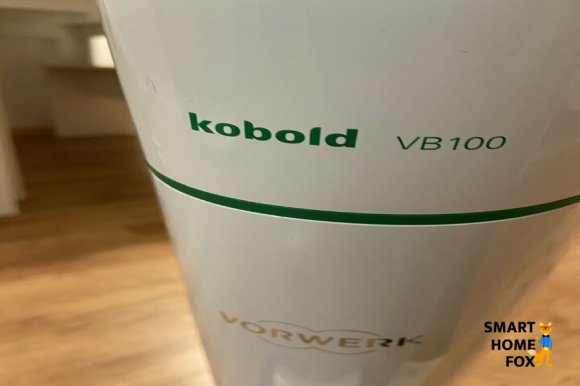 kobold VB100
VORWERK
SMART
HOME
FOX